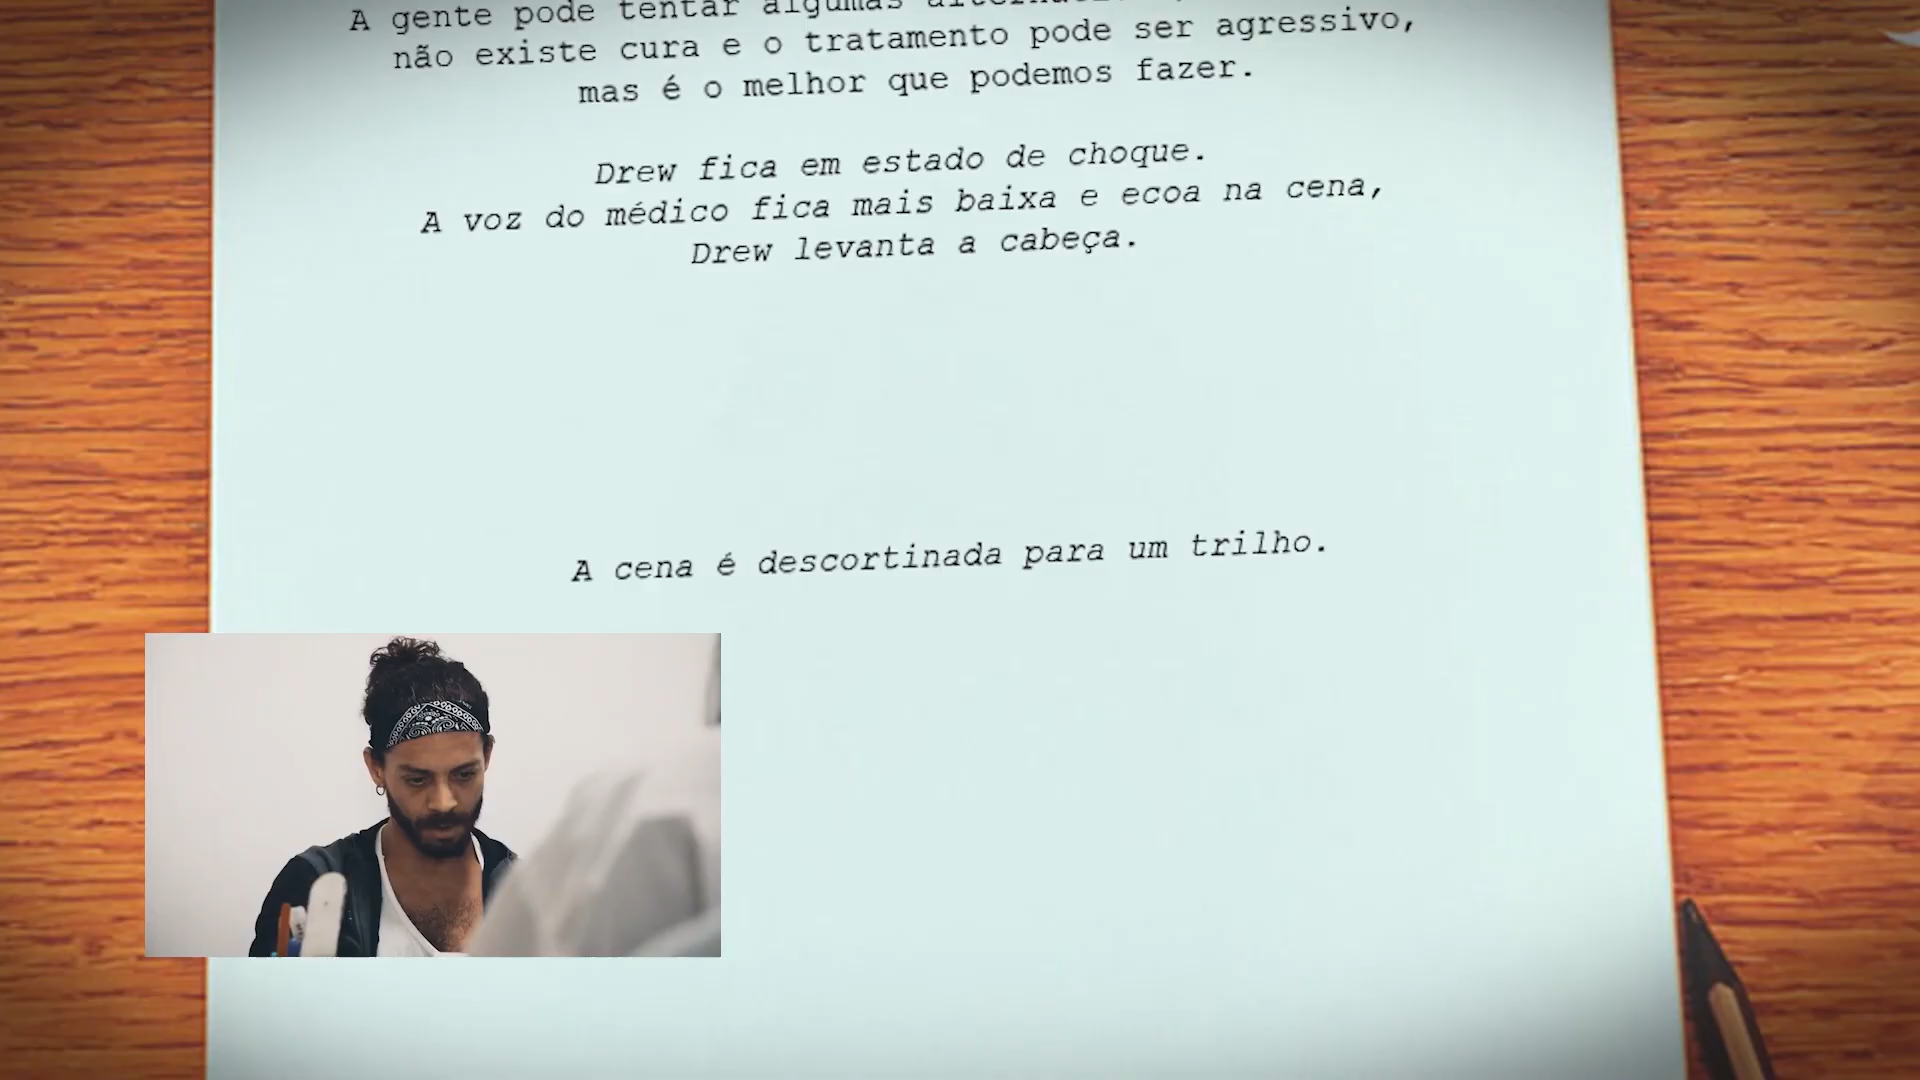 A gente pode tentar algumas
não existe cura e o tratamento pode ser agressivo,
mas é o melhor que podemos fazer.
Drew fica em estado de choque.
A voz do médico fica mais baixa e ecoa na cena,
Drew levanta a cabeça.
A cena é descortinada para um trilho.